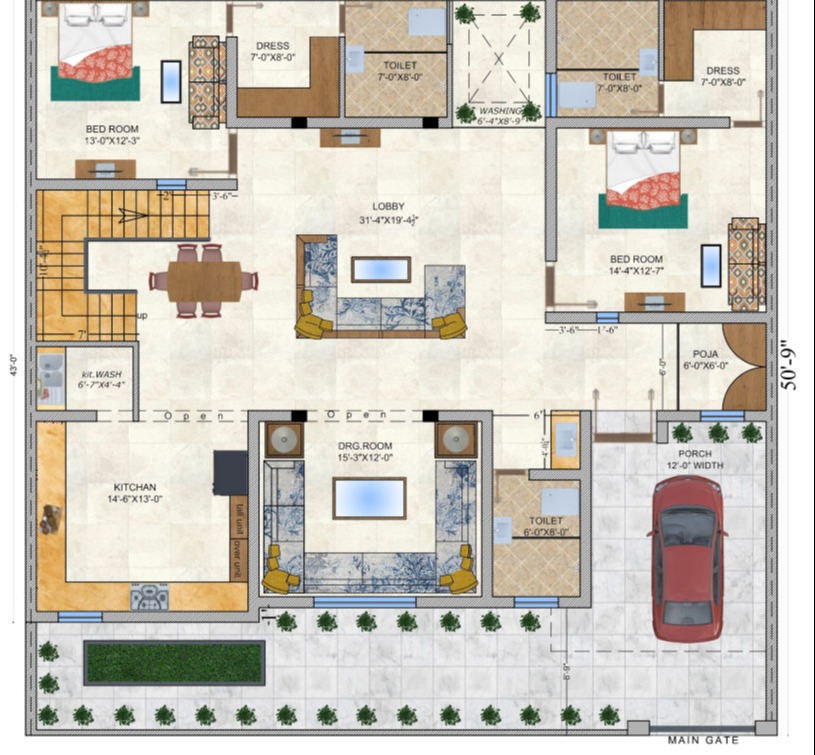 DRESS
7'-0"X8'-0"
TOILET
7'-0"X8'-0"
WASHING
6'-4"X8'-9"
TOILET
7'-0"X8'-0"
DRESS
7'-0"X8'-0"
BED ROOM
13'-0"X12'-3"
2'
3'-6"
LOBBY
31'-4"X19'-4½"
BED ROOM
14'-4"X12'-7"
up
7'
3'-6"
1'-6"
kit.WASH
6'-7"X4'-4"
POJA
6'-0"X6'-0"
6'-0"
43'-0"
50'-9"
Open
Open
6'
DRG.ROOM
15'-3"X12'-0"
PORCH
12'-0" WIDTH
KITCHAN
14'-6"X13'-0"
tall unit
over unit
TOILET
6'-0"X8'-0"
1'
MAIN GATE